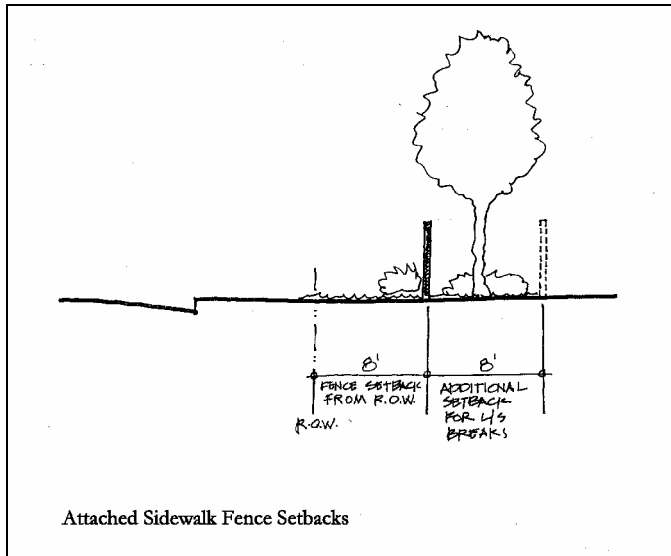 8'
8'
FENCE SETBACK
FROM R.O.W.
ADDITIONAL
SETBACK
FOR L/S
BREAKS
R.O.W.
Attached Sidewalk Fence Setbacks